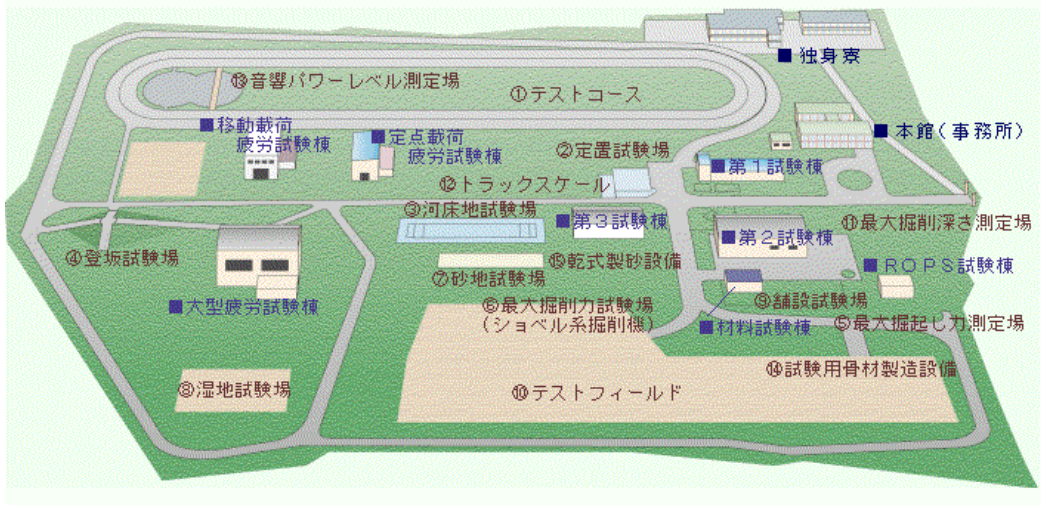 ■独身寮
⑬音響パワーレベル測定場
①テストコース
■移動載荷
疲労試験棟
■定点載荷
疲労試験棟
■本館(事務所)
②定置試験場
■第1試験棟
⑫トラックスケール
③河床地試験場
■第3試験棟
⑪最大掘削深さ測定場
■第2試験棟
④登坂試験場
⑮乾式製砂設備
■ROPS試験棟
⑦砂地試験場
■大型疲労試験棟
⑥最大掘削力試験場
(ショベル系掘削機)
⑨舗設試験場
■材料試験棟
⑤最大掘起し力測定場
⑭試験用骨材製造設備
⑧湿地試験場
⑩テストフィールド